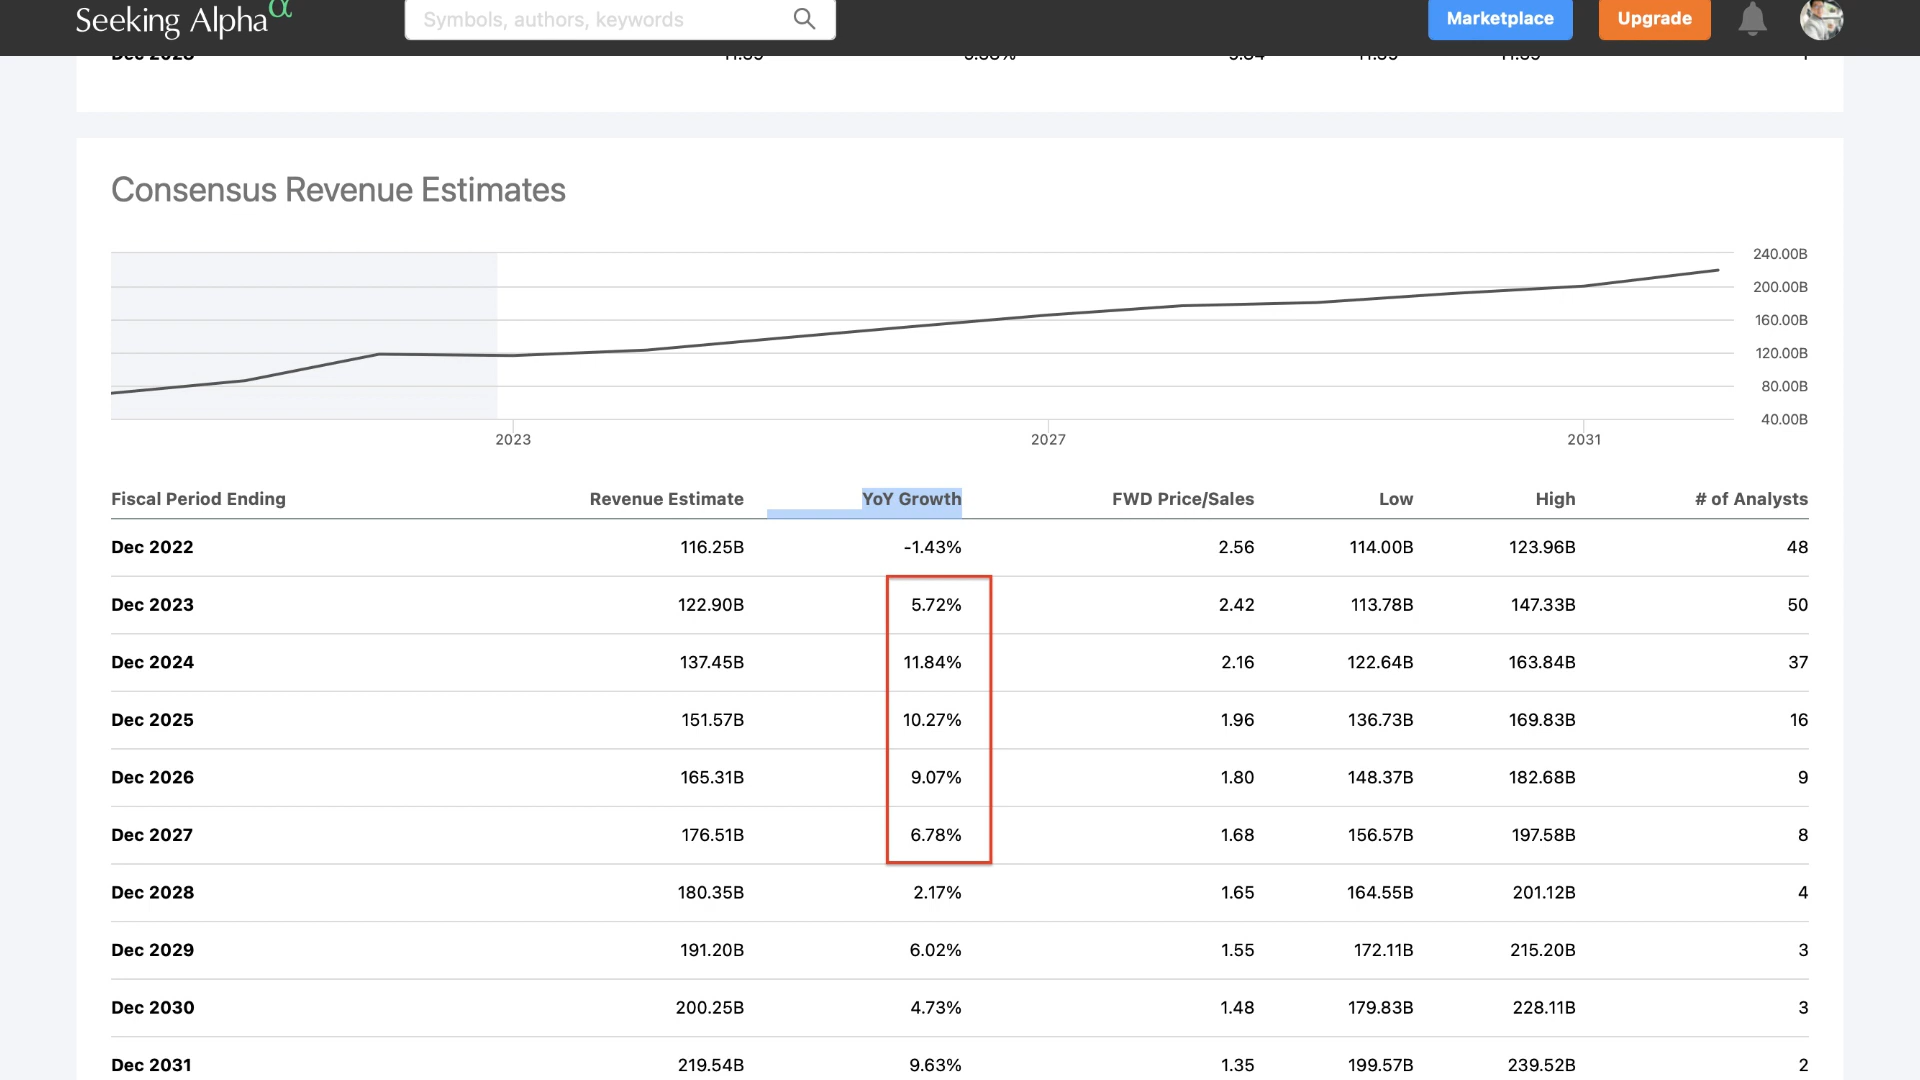 Seeking Alpha α
Symbols, authors, keywords
Marketplace
Upgrade
Consensus Revenue Estimates
240.00B
200.00B
160.00B
120.00B
80.00B
40.00B
2023 2027 2031
Fiscal Period Ending Revenue Estimate YoY Growth FWD Price/Sales Low High # of Analysts
Dec 2022 116.25B -1.43% 2.56 114.00B 123.96B 48
Dec 2023 122.90B 5.72% 2.42 113.78B 147.33B 50
Dec 2024 137.45B 11.84% 2.16 122.64B 163.84B 37
Dec 2025 151.57B 10.27% 1.96 136.73B 169.83B 16
Dec 2026 165.31B 9.07% 1.80 148.37B 182.68B 9
Dec 2027 176.51B 6.78% 1.68 156.57B 197.58B 8
Dec 2028 180.35B 2.17% 1.65 164.55B 201.12B 4
Dec 2029 191.20B 6.02% 1.55 172.11B 215.20B 3
Dec 2030 200.25B 4.73% 1.48 179.83B 228.11B 3
Dec 2031 219.54B 9.63% 1.35 199.57B 239.52B 2